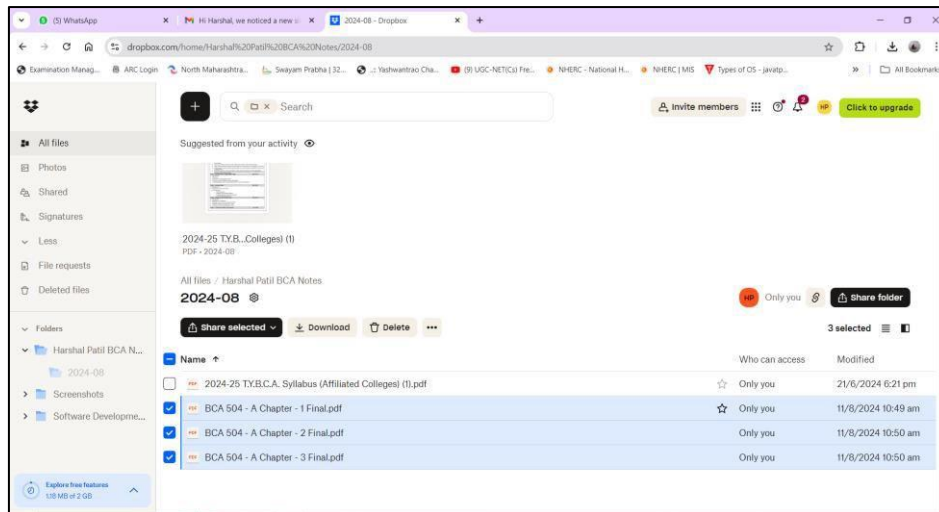 (5) WhatsApp
Hi Harshal, we noticed a new si
2024-08 - Dropbox
dropbox.com/home/Harshal%20Patil%20BCA%20Notes/2024-08
Examination Manag...
ARC Login
North Maharashtra...
Swayam Prabha | 32...
.: Yashwantrao Cha...
(9) UGC-NET(Cs) Fre...
NHERC - National H...
NHERC | MIS
Types of OS - javatp...
All Bookmark
Search
Invite members
2
HP
Click to upgrade
All files
Photos
Shared
Signatures
Less
File requests
Deleted files
Folders
Harshal Patil BCA N...
2024-08
Screenshots
Software Developme...
Explore free features
1.18 MB of 2 GB
Suggested from your activity
2024-25 T.Y.B...Colleges) (1)
PDF • 2024-08
All files / Harshal Patil BCA Notes
2024-08
HP Only you
Share folder
Share selected
Download
Delete
3 selected
Name
Who can access
Modified
PDF 2024-25 T.Y.B.C.A. Syllabus (Affiliated Colleges) (1).pdf Only you 21/6/2024 6:21 pm
PDF BCA 504 - A Chapter - 1 Final.pdf Only you 11/8/2024 10:49 am
PDF BCA 504 - A Chapter - 2 Final.pdf Only you 11/8/2024 10:50 am
PDF BCA 504 - A Chapter - 3 Final.pdf Only you 11/8/2024 10:50 am